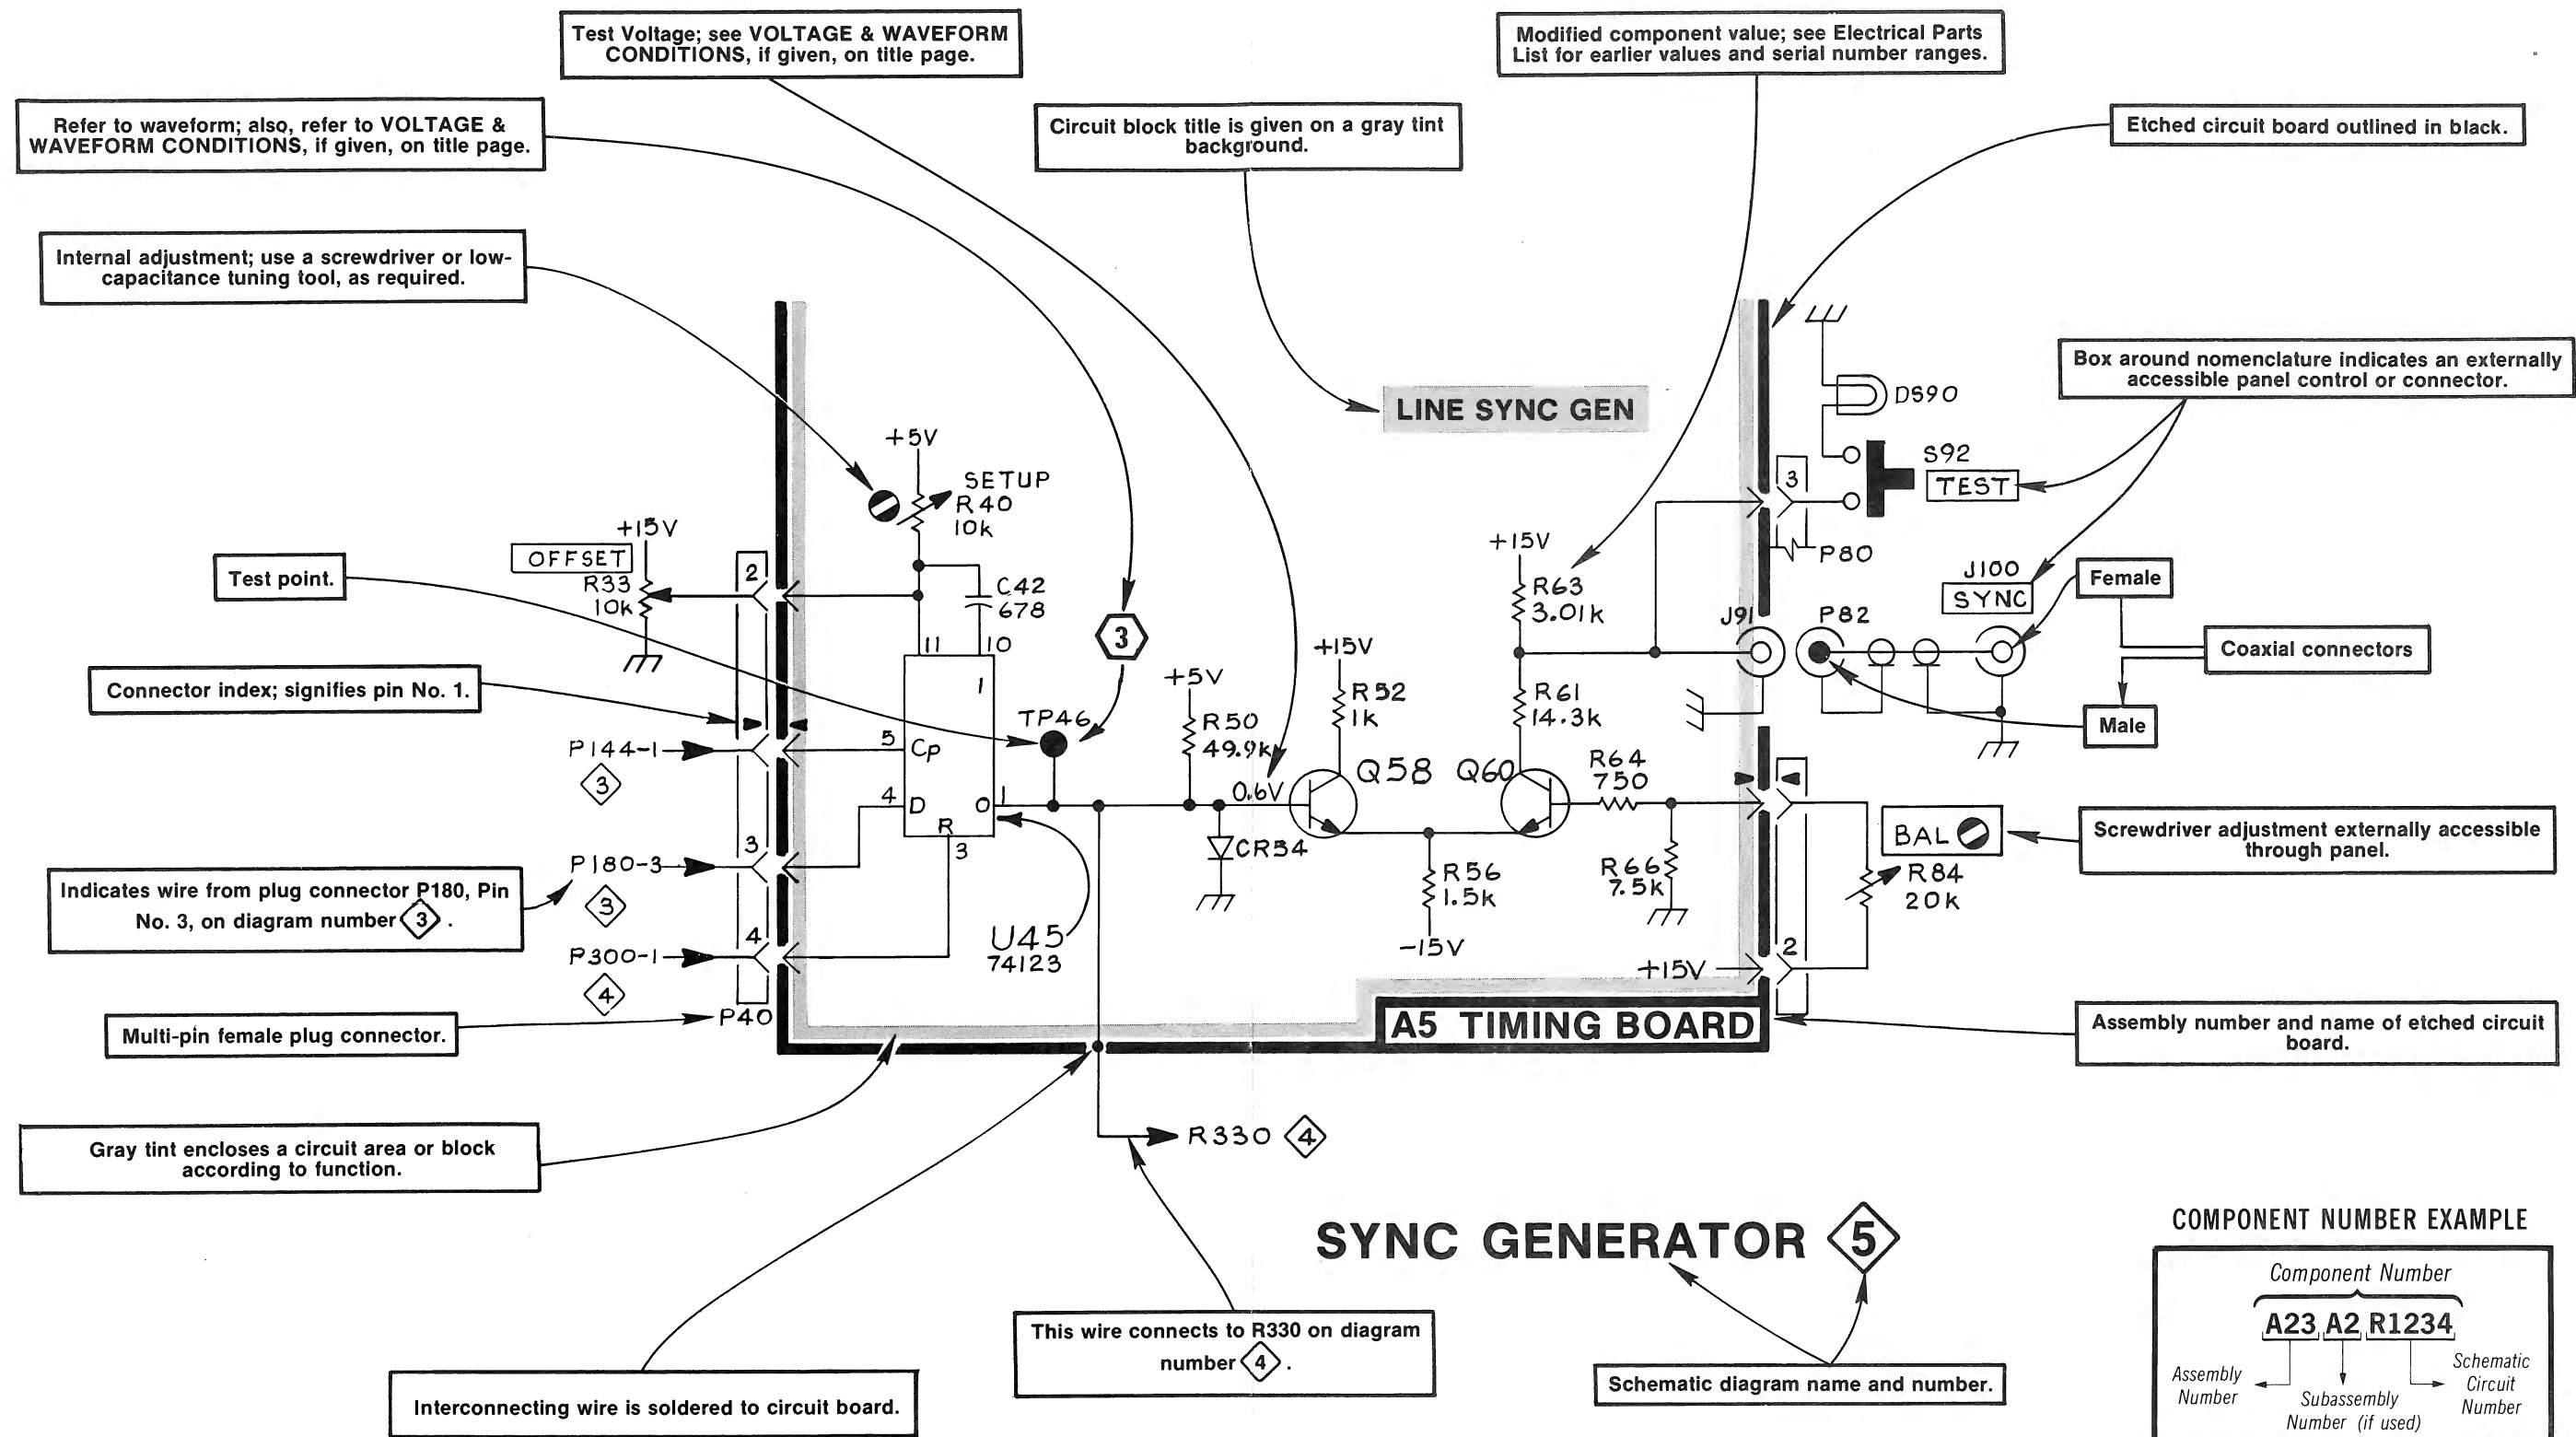 Test Voltage; see VOLTAGE & WAVEFORM
CONDITIONS, if given, on title page.
Modified component value; see Electrical Parts
List for earlier values and serial number ranges.
Refer to waveform; also, refer to VOLTAGE &
WAVEFORM CONDITIONS, if given, on title page.
Circuit block title is given on a gray tint
background.
Etched circuit board outlined in black.
Internal adjustment; use a screwdriver or low-
capacitance tuning tool, as required.
Box around nomenclature indicates an externally
accessible panel control or connector.
LINE SYNC GEN
DS90
S92
TEST
3
P80
+5V
SETUP
R40
10k
+15V
OFFSET
R33
10k
2
C42
678
11
10
Test point.
3
+15V
R63
3.01k
J100
SYNC
Female
J91
P82
Coaxial connectors
Male
Connector index; signifies pin No. 1.
1
TP46
+5V
R50
49.9k
+15V
R52
1k
R61
14.3k
P144-1
3
5
Cp
4
D
O
1
R
3
0.6V
Q58
Q60
R64
750
CR54
R56
1.5k
-15V
R66
7.5k
BAL
R84
20k
Screwdriver adjustment externally accessible
through panel.
Indicates wire from plug connector P180, Pin
No. 3, on diagram number 3 .
P180-3
3
3
P300-1
4
4
U45
74123
+15V
2
P40
Multi-pin female plug connector.
A5 TIMING BOARD
Assembly number and name of etched circuit
board.
Gray tint encloses a circuit area or block
according to function.
R330 4
SYNC GENERATOR 5
This wire connects to R330 on diagram
number 4 .
Schematic diagram name and number.
Interconnecting wire is soldered to circuit board.
COMPONENT NUMBER EXAMPLE
Component Number
A23 A2 R1234
Assembly
Number
Subassembly
Number (if used)
Schematic
Circuit
Number